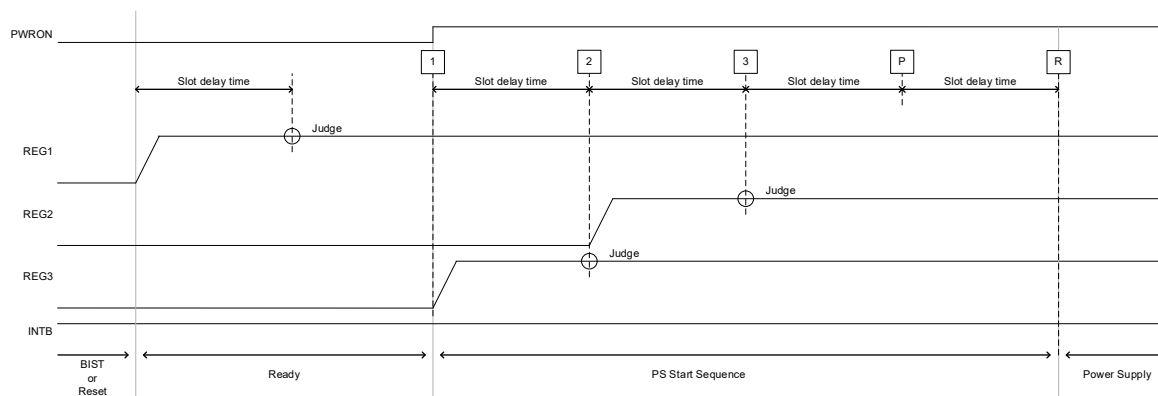 PWRON
1
2
3
P
R
Slot delay time
Slot delay time
Slot delay time
Slot delay time
Slot delay time
Judge
REG1
Judge
REG2
Judge
REG3
INTB
BIST
or
Reset
Ready
PS Start Sequence
Power Supply